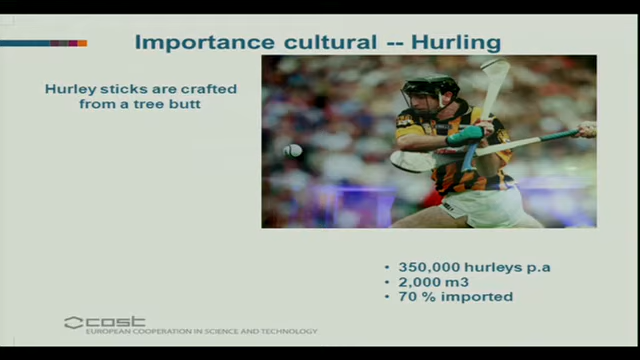 Importance cultural -- Hurling
Hurley sticks are crafted
from a tree butt
• 350,000 hurleys p.a
• 2,000 m3
• 70 % imported
cost
EUROPEAN COOPERATION IN SCIENCE AND TECHNOLOGY